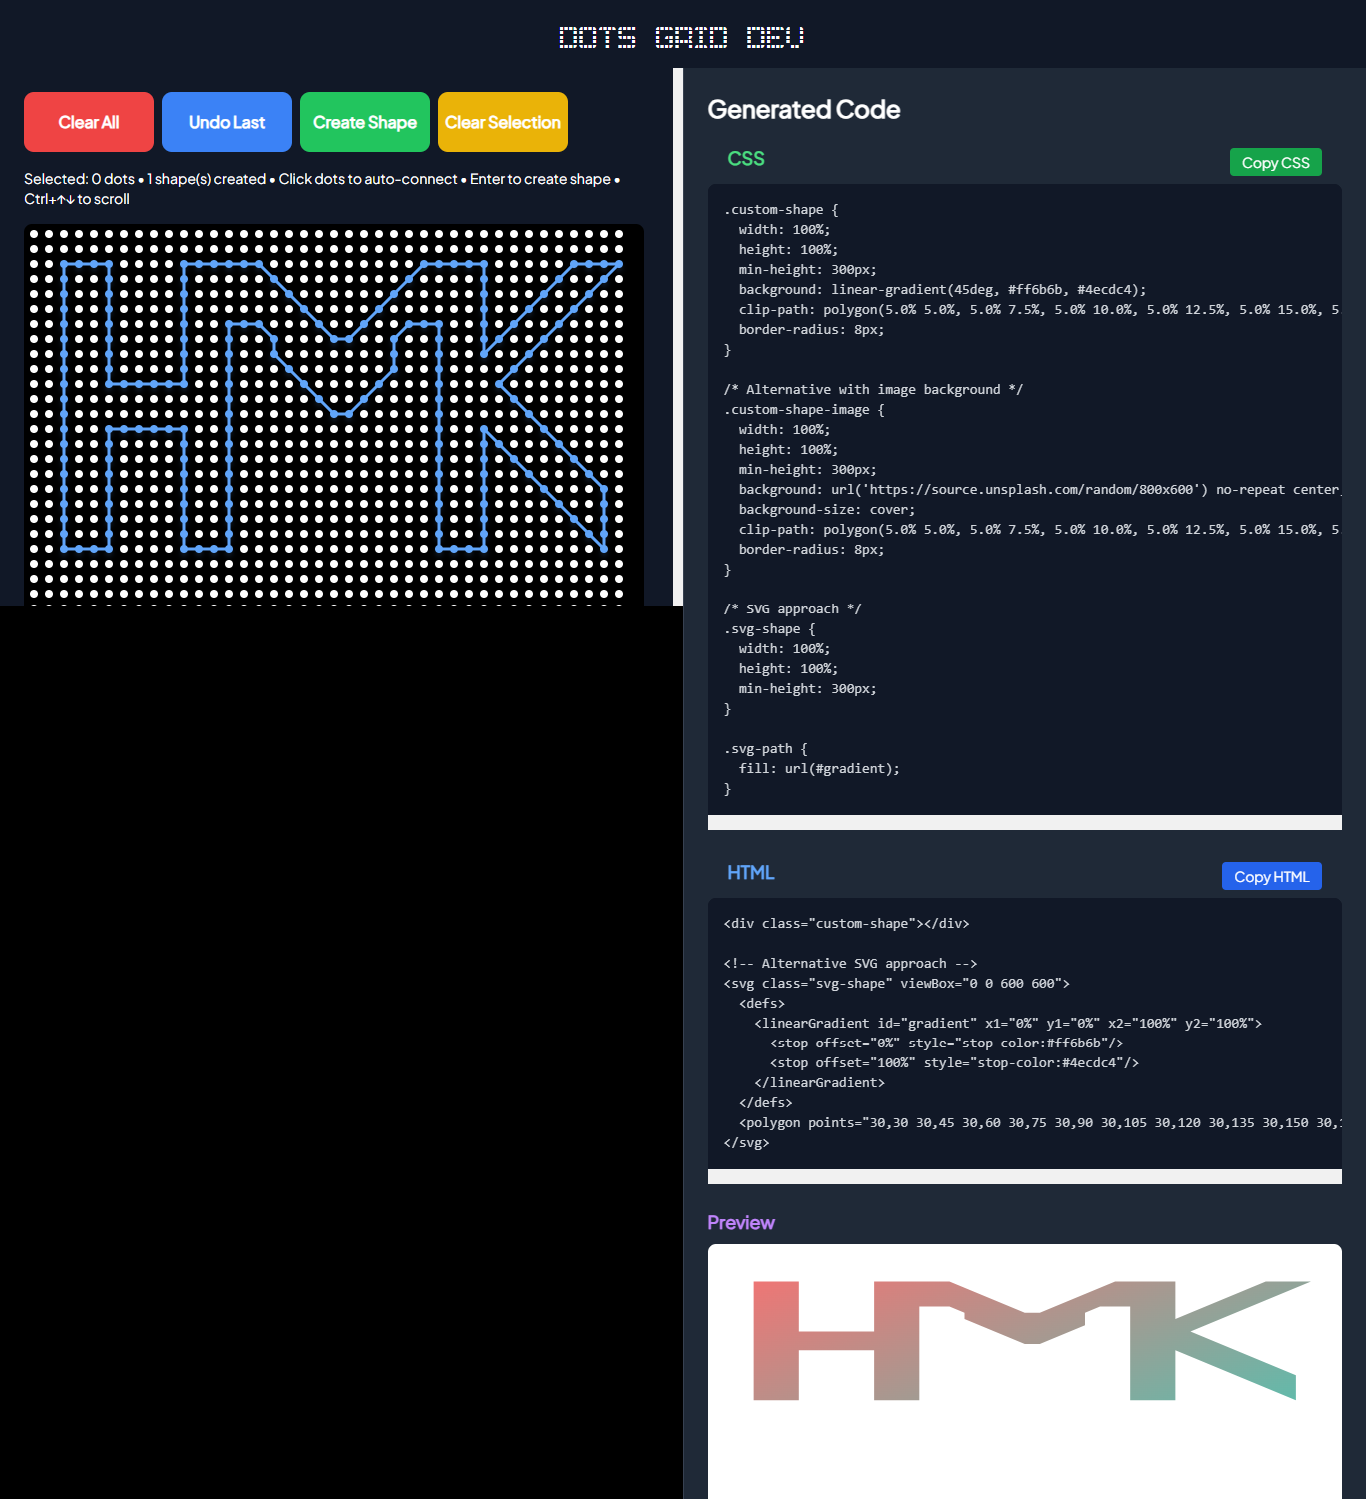 DOTS GRID DEV
Clear All
Undo Last
Create Shape
Clear Selection
Selected: 0 dots • 1 shape(s) created • Click dots to auto-connect • Enter to create shape •
Ctrl+↑↓ to scroll
Generated Code
CSS
Copy CSS
.custom-shape {
  width: 100%;
  height: 100%;
  min-height: 300px;
  background: linear-gradient(45deg, #ff6b6b, #4ecdc4);
  clip-path: polygon(5.0% 5.0%, 5.0% 7.5%, 5.0% 10.0%, 5.0% 12.5%, 5.0% 15.0%, 5
  border-radius: 8px;
}
/* Alternative with image background */
.custom-shape-image {
  width: 100%;
  height: 100%;
  min-height: 300px;
  background: url('https://source.unsplash.com/random/800x600') no-repeat center
  background-size: cover;
  clip-path: polygon(5.0% 5.0%, 5.0% 7.5%, 5.0% 10.0%, 5.0% 12.5%, 5.0% 15.0%, 5
  border-radius: 8px;
}
/* SVG approach */
.svg-shape {
  width: 100%;
  height: 100%;
  min-height: 300px;
}
.svg-path {
  fill: url(#gradient);
}
HTML
Copy HTML
<div class="custom-shape"></div>
<!-- Alternative SVG approach -->
<svg class="svg-shape" viewBox="0 0 600 600">
  <defs>
    <linearGradient id="gradient" x1="0%" y1="0%" x2="100%" y2="100%">
      <stop offset="0%" style="stop-color:#ff6b6b"/>
      <stop offset="100%" style="stop-color:#4ecdc4"/>
    </linearGradient>
  </defs>
  <polygon points="30,30 30,45 30,60 30,75 30,90 30,105 30,120 30,135 30,150 30,1
</svg>
Preview
HMK